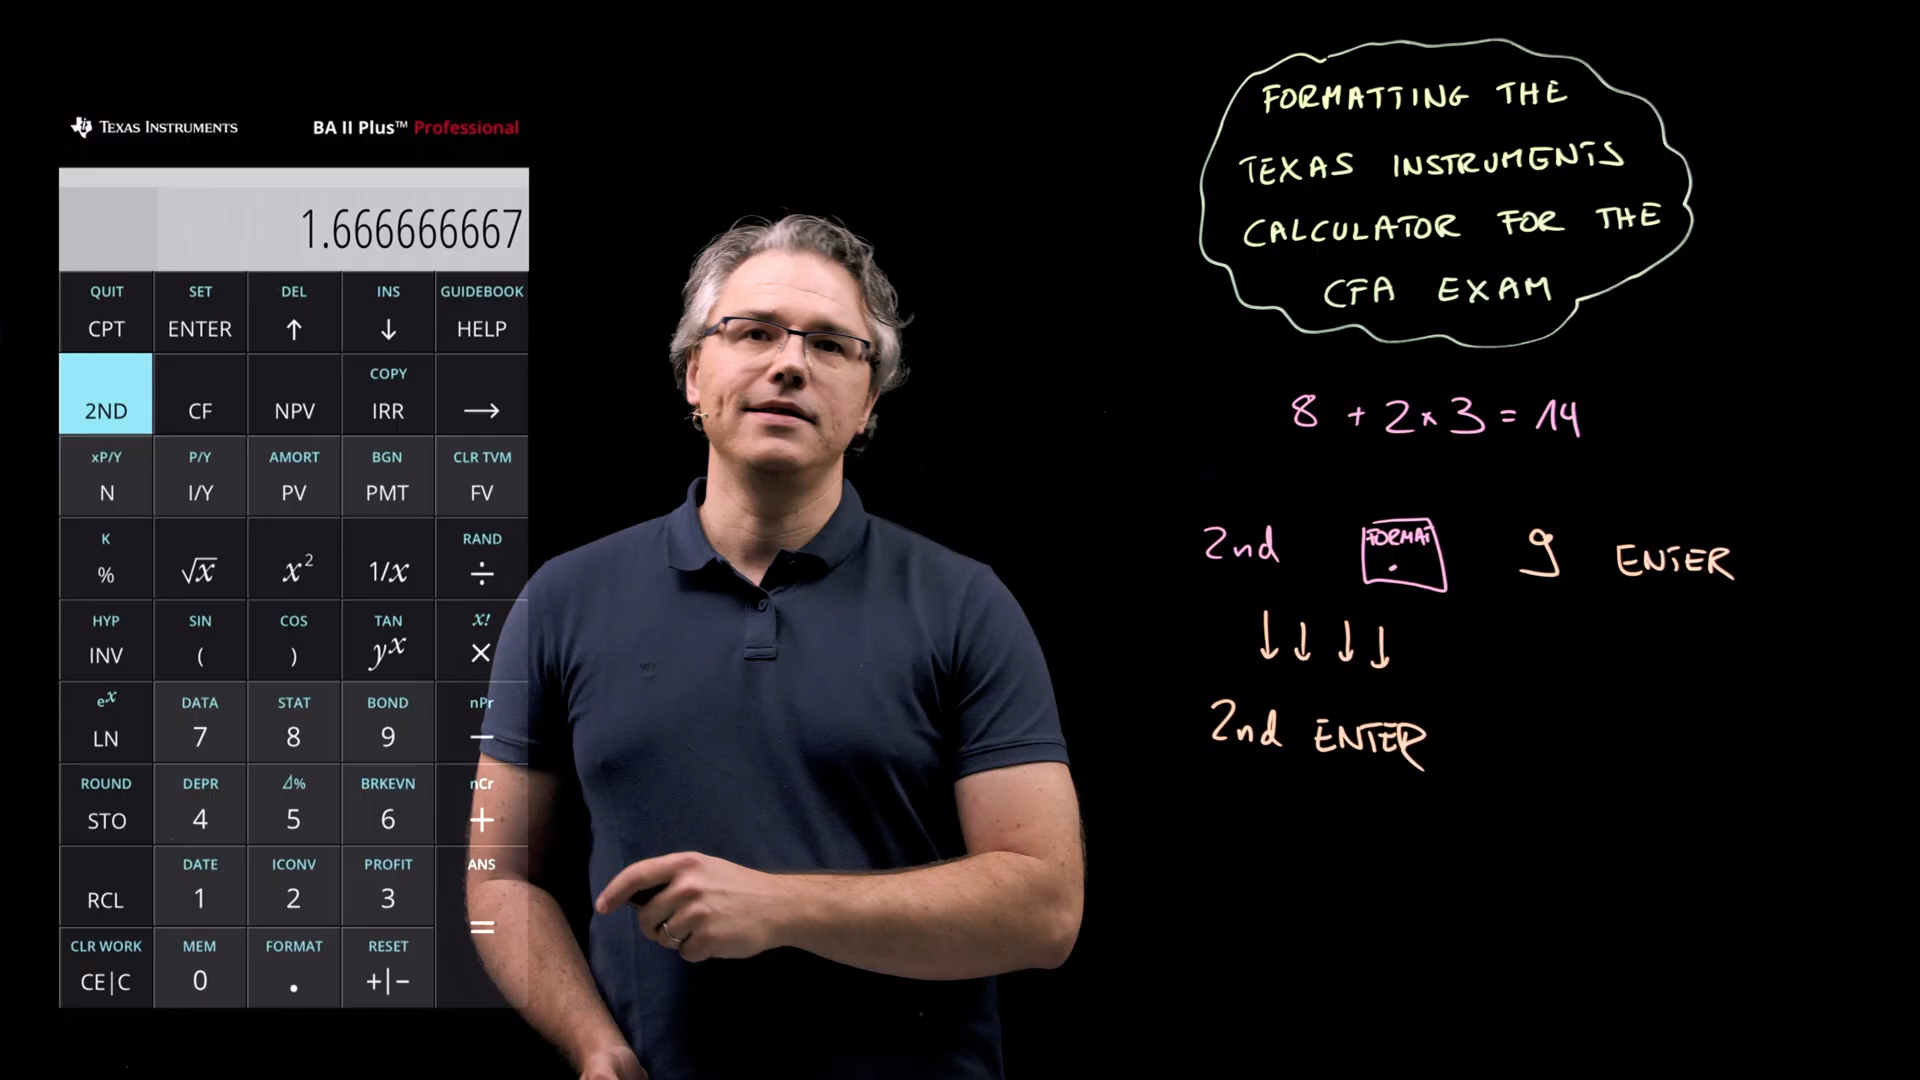 TEXAS INSTRUMENTS
BA II Plus™ Professional
1.666666667
QUIT SET DEL INS GUIDEBOOK
CPT ENTER ↑ ↓ HELP
COPY
2ND CF NPV IRR →
xP/Y P/Y AMORT BGN CLR TVM
N I/Y PV PMT FV
K RAND
% √x x² 1/x ÷
HYP SIN COS TAN x!
INV ( ) yˣ ×
eˣ DATA STAT BOND nPr
LN 7 8 9 −
ROUND DEPR Δ% BRKEVN nCr
STO 4 5 6 +
DATE ICONV PROFIT ANS
RCL 1 2 3 =
CLR WORK MEM FORMAT RESET
CE|C 0 . +|−
FORMATTING THE
TEXAS INSTRUMENTS
CALCULATOR FOR THE
CFA EXAM
8 + 2 × 3 = 14
2nd FORMAT . 9 ENTER
↓ ↓ ↓ ↓
2nd ENTER